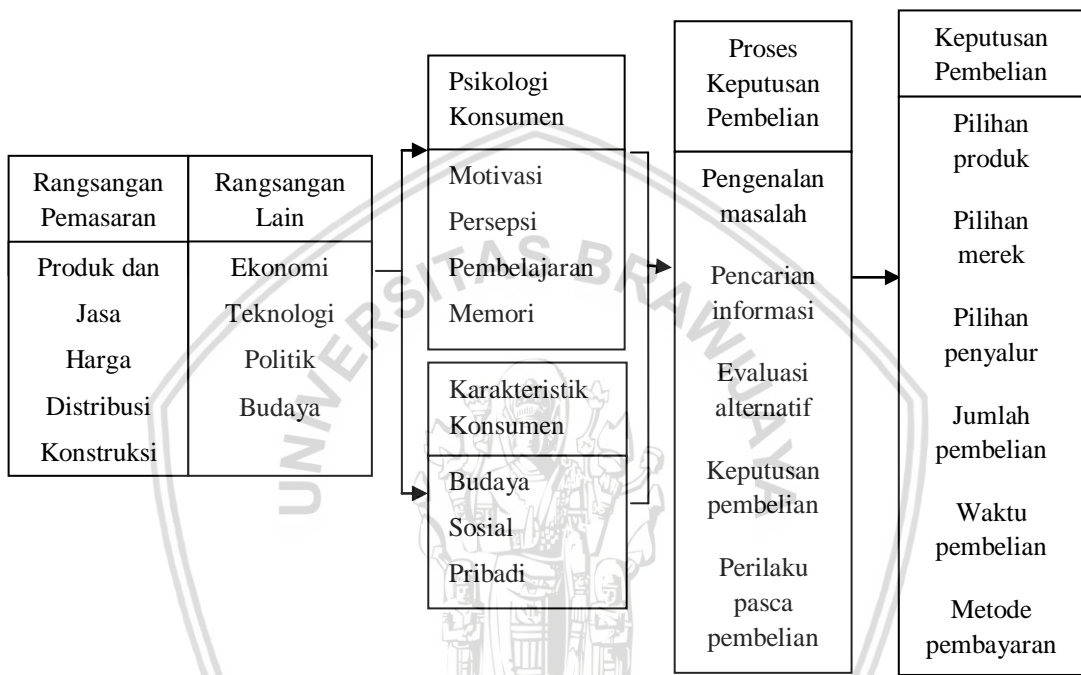 Rangsangan
Pemasaran
Produk dan
Jasa
Harga
Distribusi
Konstruksi
Rangsangan
Lain
Ekonomi
Teknologi
Politik
Budaya
Psikologi
Konsumen
Motivasi
Persepsi
Pembelajaran
Memori
Karakteristik
Konsumen
Budaya
Sosial
Pribadi
Proses
Keputusan
Pembelian
Pengenalan
masalah
Pencarian
informasi
Evaluasi
alternatif
Keputusan
pembelian
Perilaku
pasca
pembelian
Keputusan
Pembelian
Pilihan
produk
Pilihan
merek
Pilihan
penyalur
Jumlah
pembelian
Waktu
pembelian
Metode
pembayaran
UNIVERSITAS BRAWIJAYA